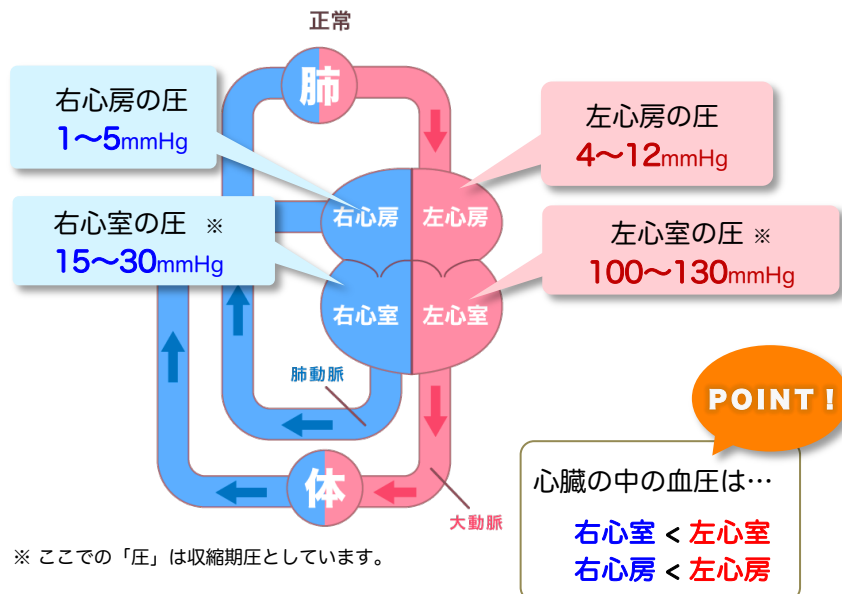 正常
肺
右心房の圧
1〜5mmHg
左心房の圧
4〜12mmHg
右心房
左心房
右心室の圧 ※
15〜30mmHg
左心室の圧 ※
100〜130mmHg
右心室
左心室
肺動脈
体
大動脈
POINT！
心臓の中の血圧は…
右心室 < 左心室
右心房 < 左心房
※ ここでの「圧」は収縮期圧としています。